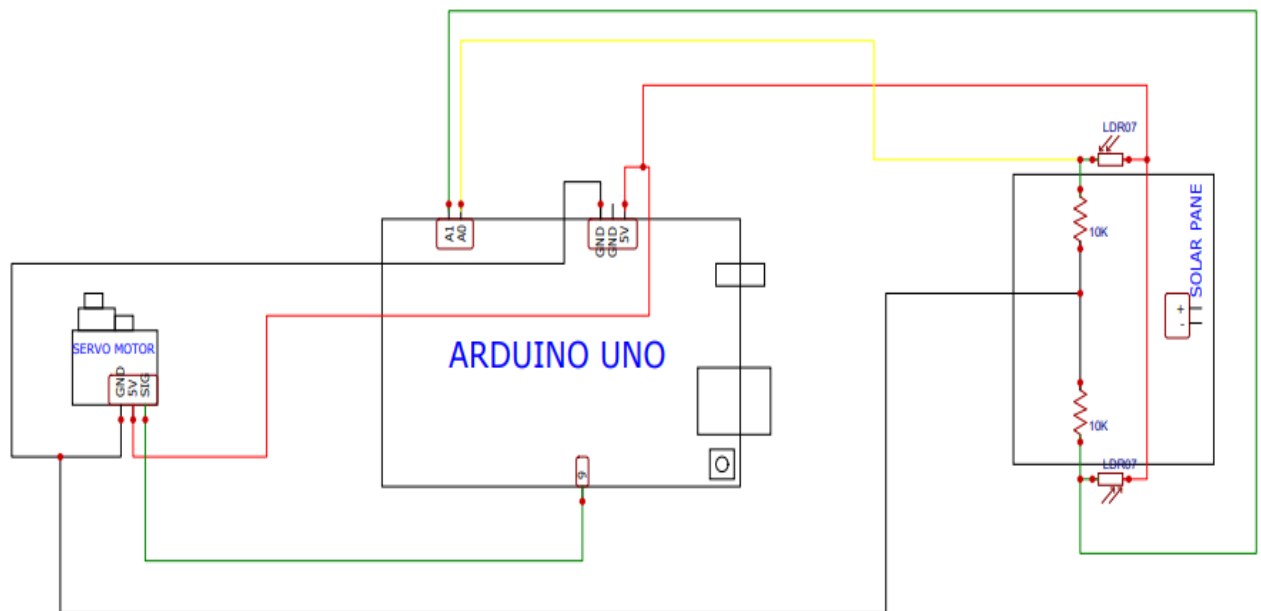 LDR07
A1
A0
GND
GND
5V
10K
SOLAR PANE
+
-
SERVO MOTOR
ARDUINO UNO
GND
5V
SIG
10K
9
LDR07